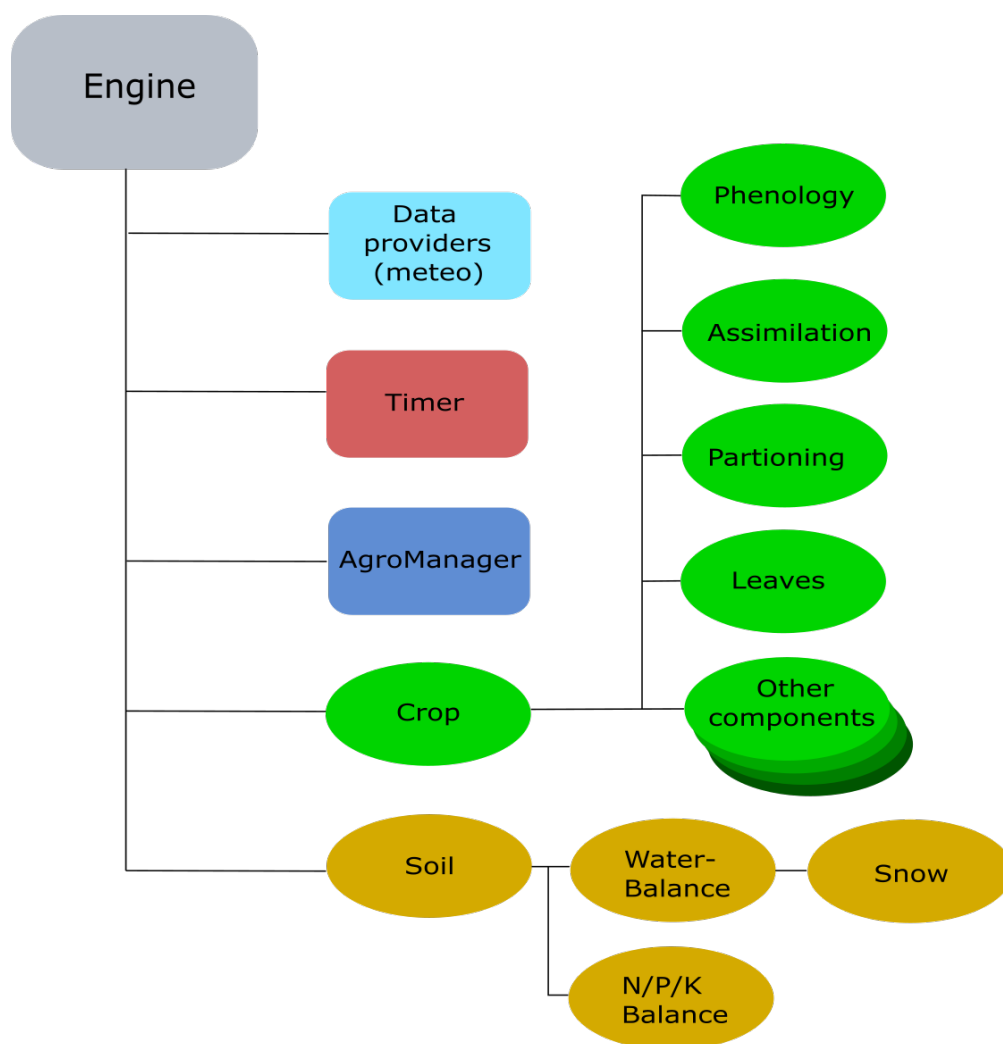 Engine
Data
providers
(meteo)
Timer
AgroManager
Crop
Soil
Phenology
Assimilation
Partioning
Leaves
Other
components
Water-
Balance
Snow
N/P/K
Balance